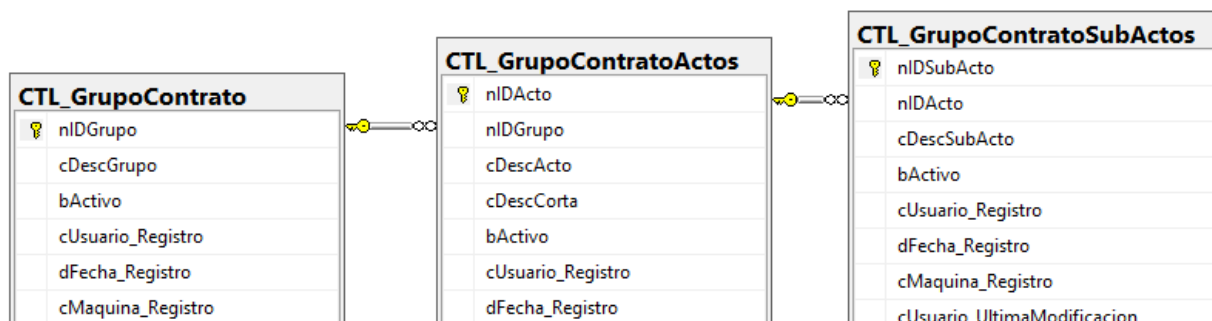 CTL_GrupoContrato
nIDGrupo
cDescGrupo
bActivo
cUsuario_Registro
dFecha_Registro
cMaquina_Registro
CTL_GrupoContratoActos
nIDActo
nIDGrupo
cDescActo
cDescCorta
bActivo
cUsuario_Registro
dFecha_Registro
CTL_GrupoContratoSubActos
nIDSubActo
nIDActo
cDescSubActo
bActivo
cUsuario_Registro
dFecha_Registro
cMaquina_Registro
cUsuario_UltimaModificacion